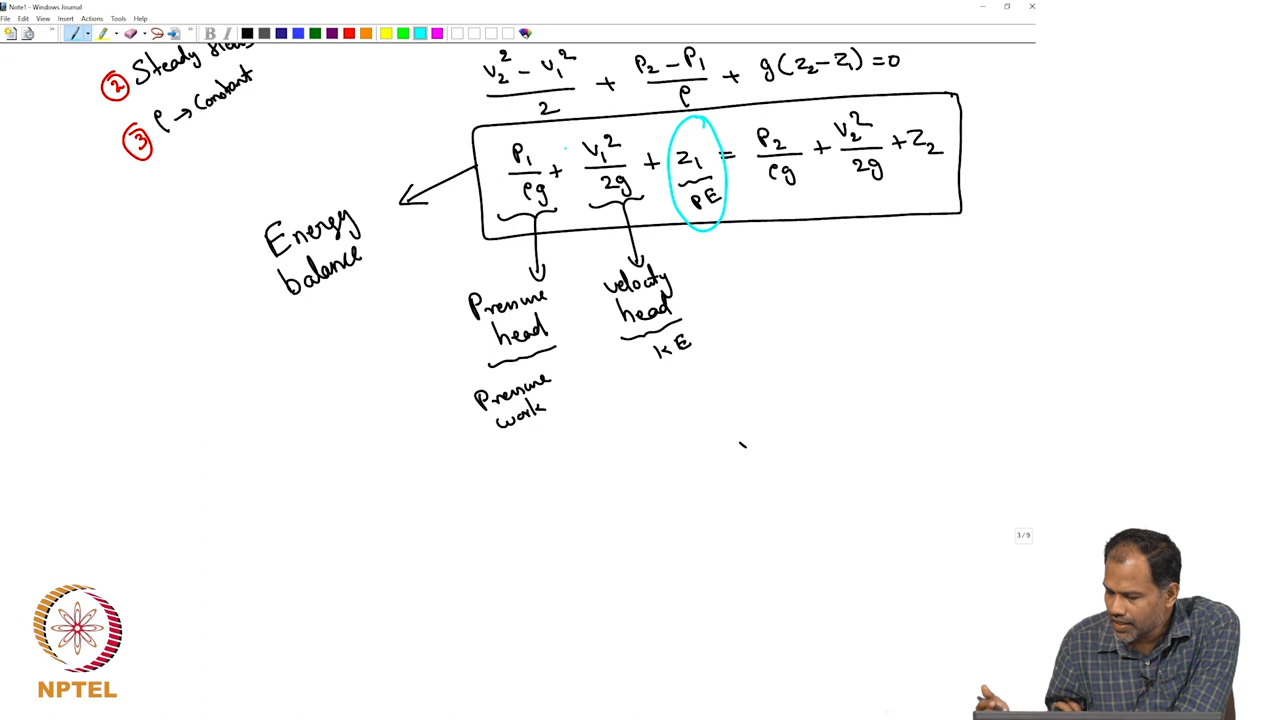 Note1 - Windows Journal
File Edit View Insert Actions Tools Help
B I
② Steady
③ ρ → Constant
(V₂² - V₁²)/2 + (P₂ - P₁)/ρ + g(Z₂ - Z₁) = 0
P₁/ρg + V₁²/2g + Z₁ = P₂/ρg + V₂²/2g + Z₂
PE
Energy
balance
Pressure
head
Pressure
work
velocity
head
KE
3/9
NPTEL